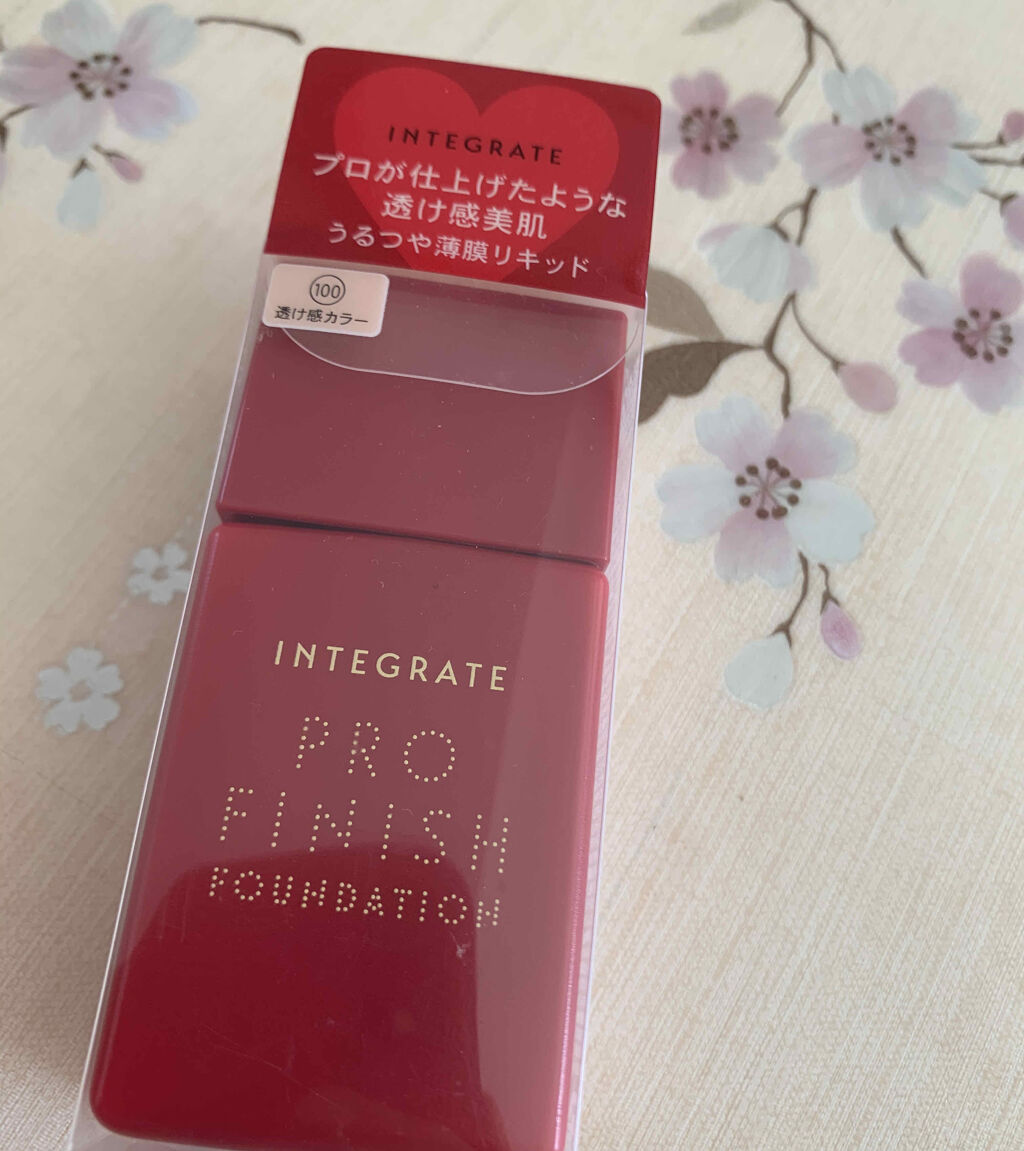 INTEGRATE
プロが仕上げたような
透け感美肌
うるつや薄膜リキッド
100
透け感カラー
INTEGRATE
PRO
FINISH
FOUNDATION